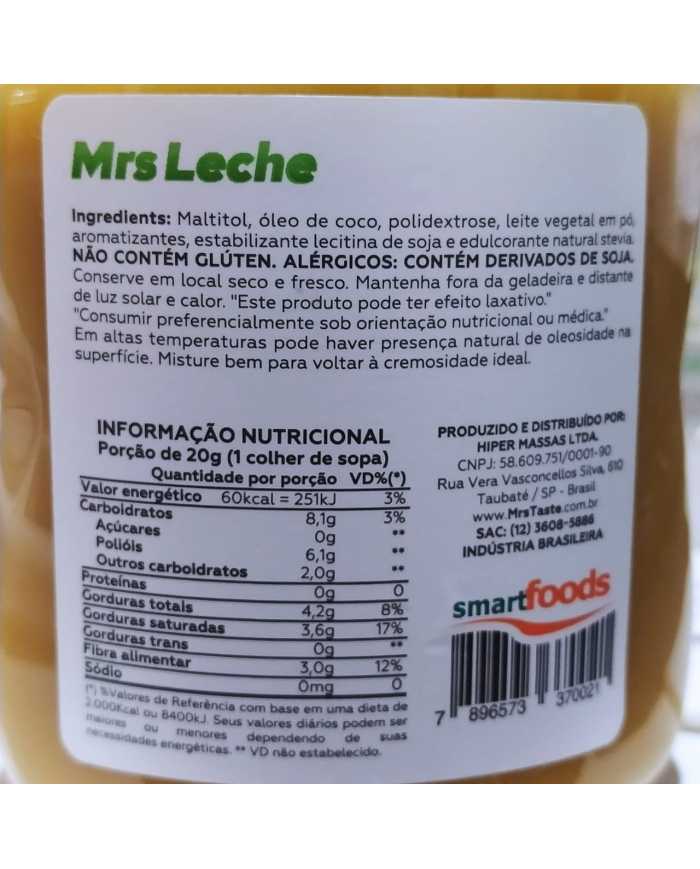 Mrs Leche
Ingredients: Maltitol, óleo de coco, polidextrose, leite vegetal em pó,
aromatizantes, estabilizante lecitina de soja e edulcorante natural stevia.
NÃO CONTÉM GLÚTEN. ALÉRGICOS: CONTÉM DERIVADOS DE SOJA.
Conserve em local seco e fresco. Mantenha fora da geladeira e distante
de luz solar e calor. "Este produto pode ter efeito laxativo."
"Consumir preferencialmente sob orientação nutricional ou médica."
Em altas temperaturas pode haver presença natural de oleosidade na
superfície. Misture bem para voltar à cremosidade ideal.
INFORMAÇÃO NUTRICIONAL
Porção de 20g (1 colher de sopa)
Quantidade por porção VD%(*)
Valor energético 60kcal = 251kJ 3%
Carboidratos 8,1g 3%
Açúcares 0g **
Polióis 6,1g **
Outros carboidratos 2,0g **
Proteínas 0g 0
Gorduras totais 4,2g 8%
Gorduras saturadas 3,6g 17%
Gorduras trans 0g **
Fibra alimentar 3,0g 12%
Sódio 0mg 0
(*) %Valores de Referência com base em uma dieta de
2.000Kcal ou 8400kJ. Seus valores diários podem ser
maiores ou menores dependendo de suas
necessidades energéticas. ** VD não estabelecido.
PRODUZIDO E DISTRIBUÍDO POR:
HIPER MASSAS LTDA.
CNPJ: 58.609.751/0001-90
Rua Vera Vasconcellos Silva, 610
Taubaté / SP - Brasil
www.MrsTaste.com.br
SAC: (12) 3608-5886
INDÚSTRIA BRASILEIRA
smartfoods
7 896573 370021